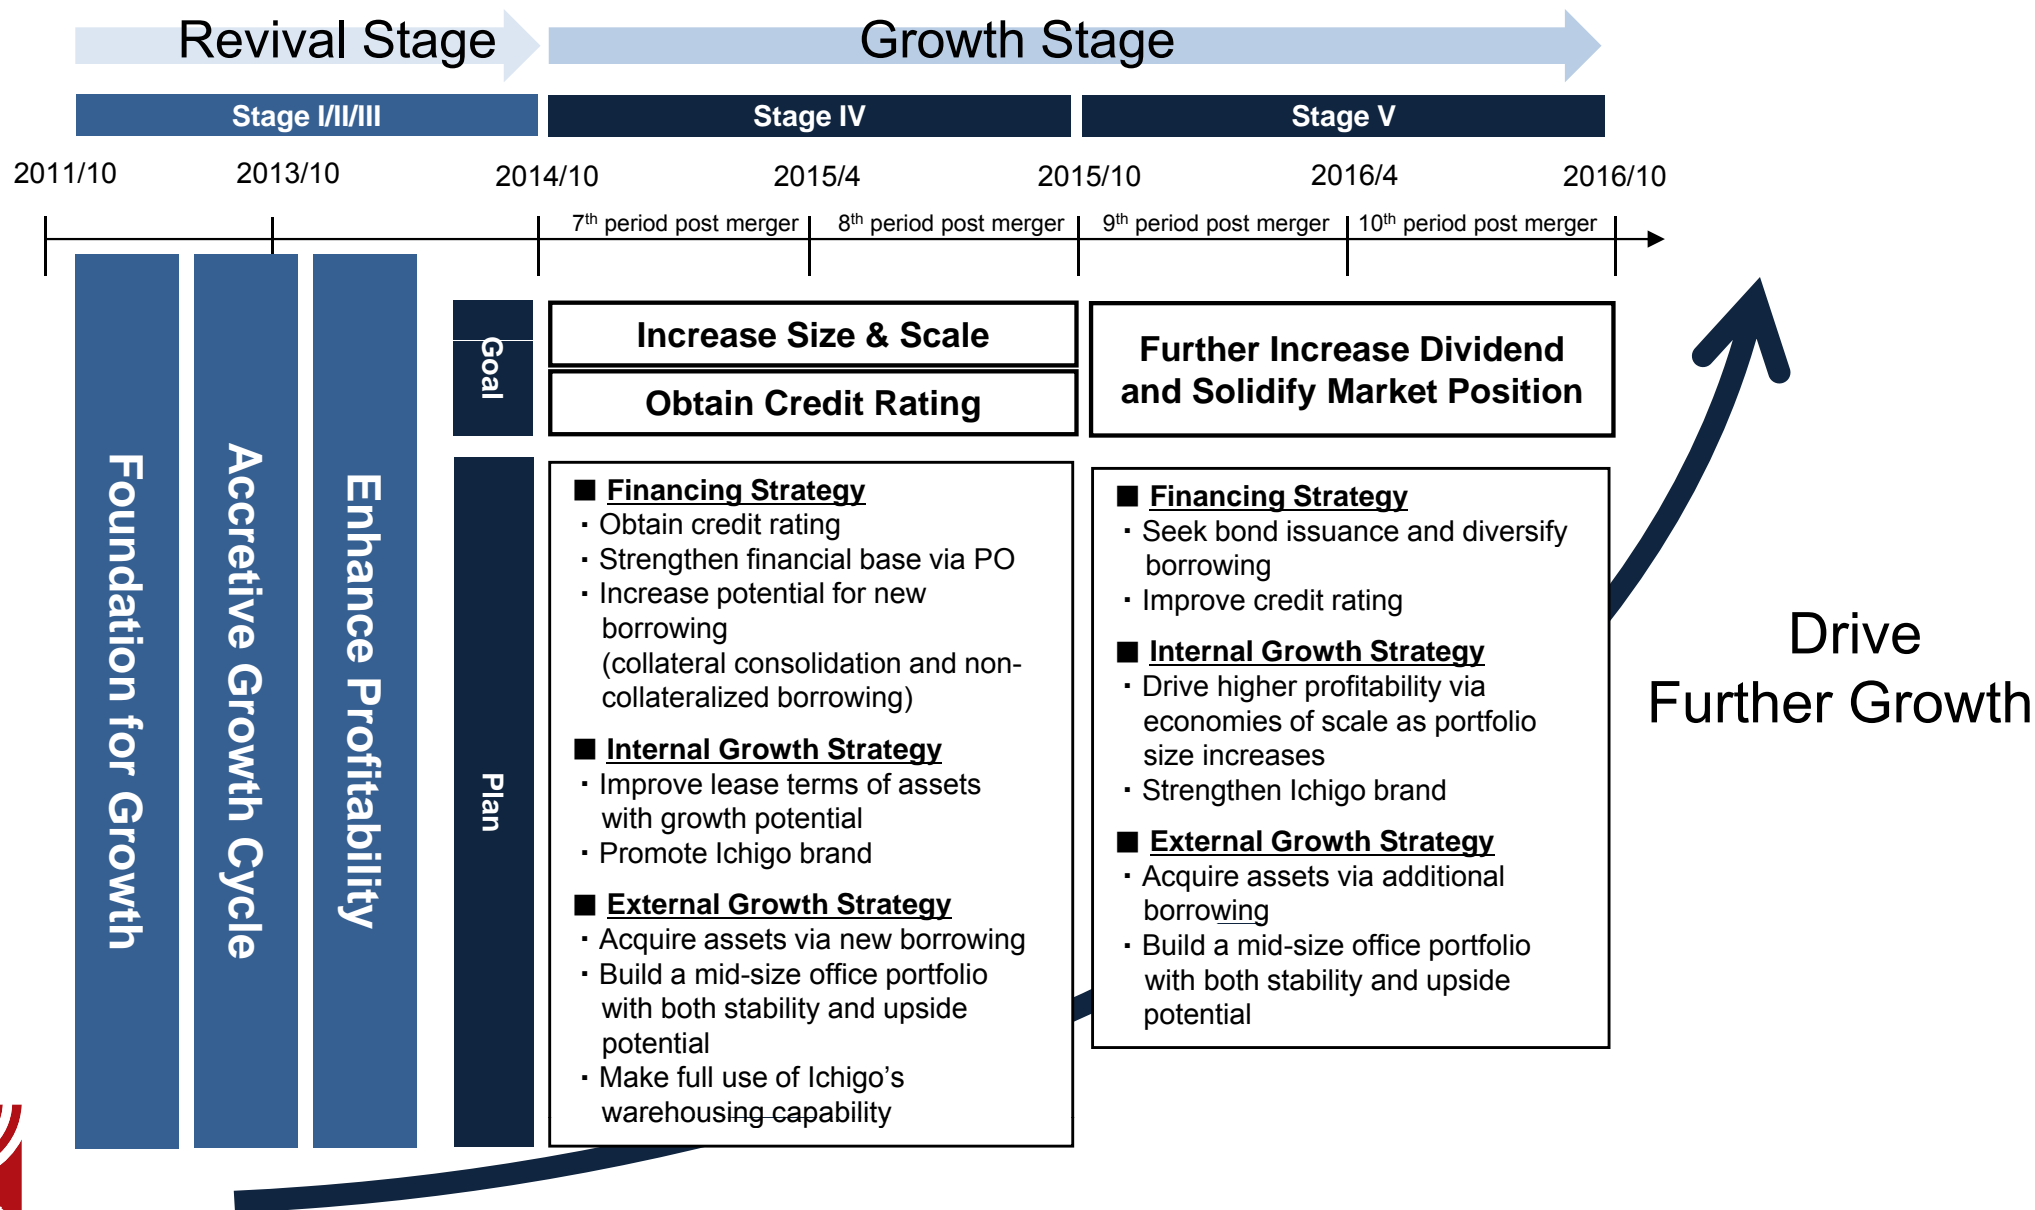 Revival Stage
Growth Stage
Stage I/II/III
Stage IV
Stage V
2011/10
2013/10
2014/10
2015/4
2015/10
2016/4
2016/10
7th period post merger
8th period post merger
9th period post merger
10th period post merger
Foundation for Growth
Accretive Growth Cycle
Enhance Profitability
Goal
Increase Size & Scale
Obtain Credit Rating
Further Increase Dividend
and Solidify Market Position
Plan
■ Financing Strategy
・Obtain credit rating
・Strengthen financial base via PO
・Increase potential for new
borrowing
(collateral consolidation and non-
collateralized borrowing)
■ Internal Growth Strategy
・Improve lease terms of assets
with growth potential
・Promote Ichigo brand
■ External Growth Strategy
・Acquire assets via new borrowing
・Build a mid-size office portfolio
with both stability and upside
potential
・Make full use of Ichigo’s
warehousing capability
■ Financing Strategy
・Seek bond issuance and diversify
borrowing
・Improve credit rating
■ Internal Growth Strategy
・Drive higher profitability via
economies of scale as portfolio
size increases
・Strengthen Ichigo brand
■ External Growth Strategy
・Acquire assets via additional
borrowing
・Build a mid-size office portfolio
with both stability and upside
potential
Drive
Further Growth